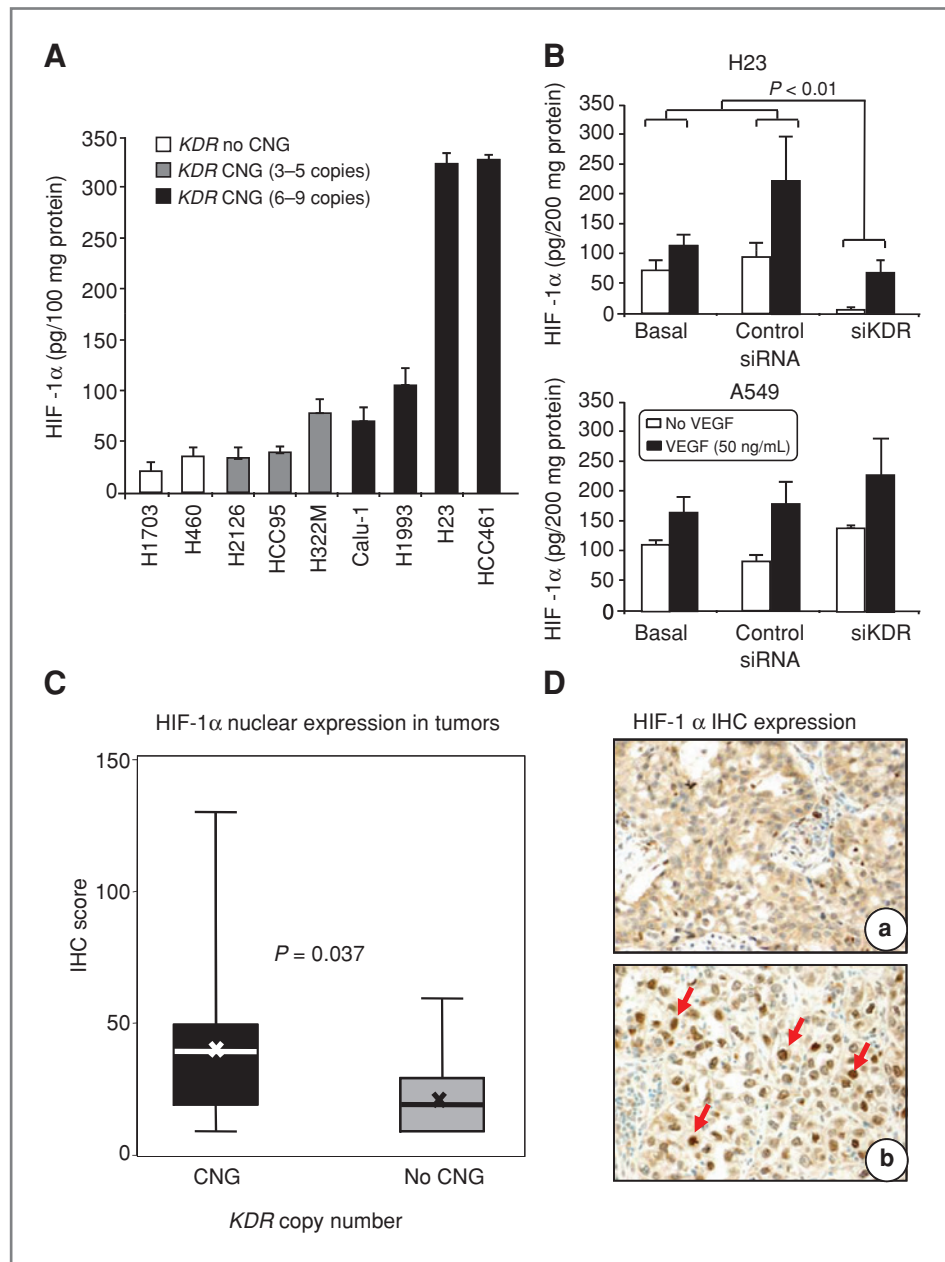 A
HIF -1α (pg/100 mg protein)
350
300
250
200
150
100
50
0
KDR no CNG
KDR CNG (3–5 copies)
KDR CNG (6–9 copies)
H1703
H460
H2126
HCC95
H322M
Calu-1
H1993
H23
HCC461
B
H23
P < 0.01
HIF -1α (pg/200 mg protein)
350
300
250
200
150
100
50
0
Basal
Control siRNA
siKDR
A549
HIF -1α (pg/200 mg protein)
350
300
250
200
150
100
50
0
No VEGF
VEGF (50 ng/mL)
Basal
Control siRNA
siKDR
C
HIF-1α nuclear expression in tumors
IHC score
150
100
50
0
P = 0.037
CNG
No CNG
KDR copy number
D
HIF-1 α IHC expression
a
b